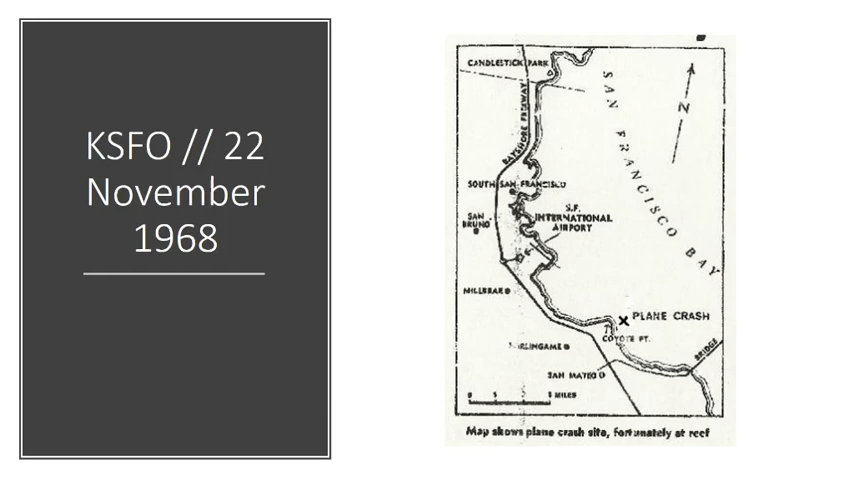 KSFO // 22
November
1968
CANDLESTICK PARK
BAYSHORE FREEWAY
N
SAN FRANCISCO BAY
SOUTH SAN FRANCISCO
SAN
BRUNO
S.F.
INTERNATIONAL
AIRPORT
MILLBRAE
PLANE CRASH
COYOTE PT.
BRIDGE
SAN MATEO
MILES
Map shows plane crash site, fortunately at reef